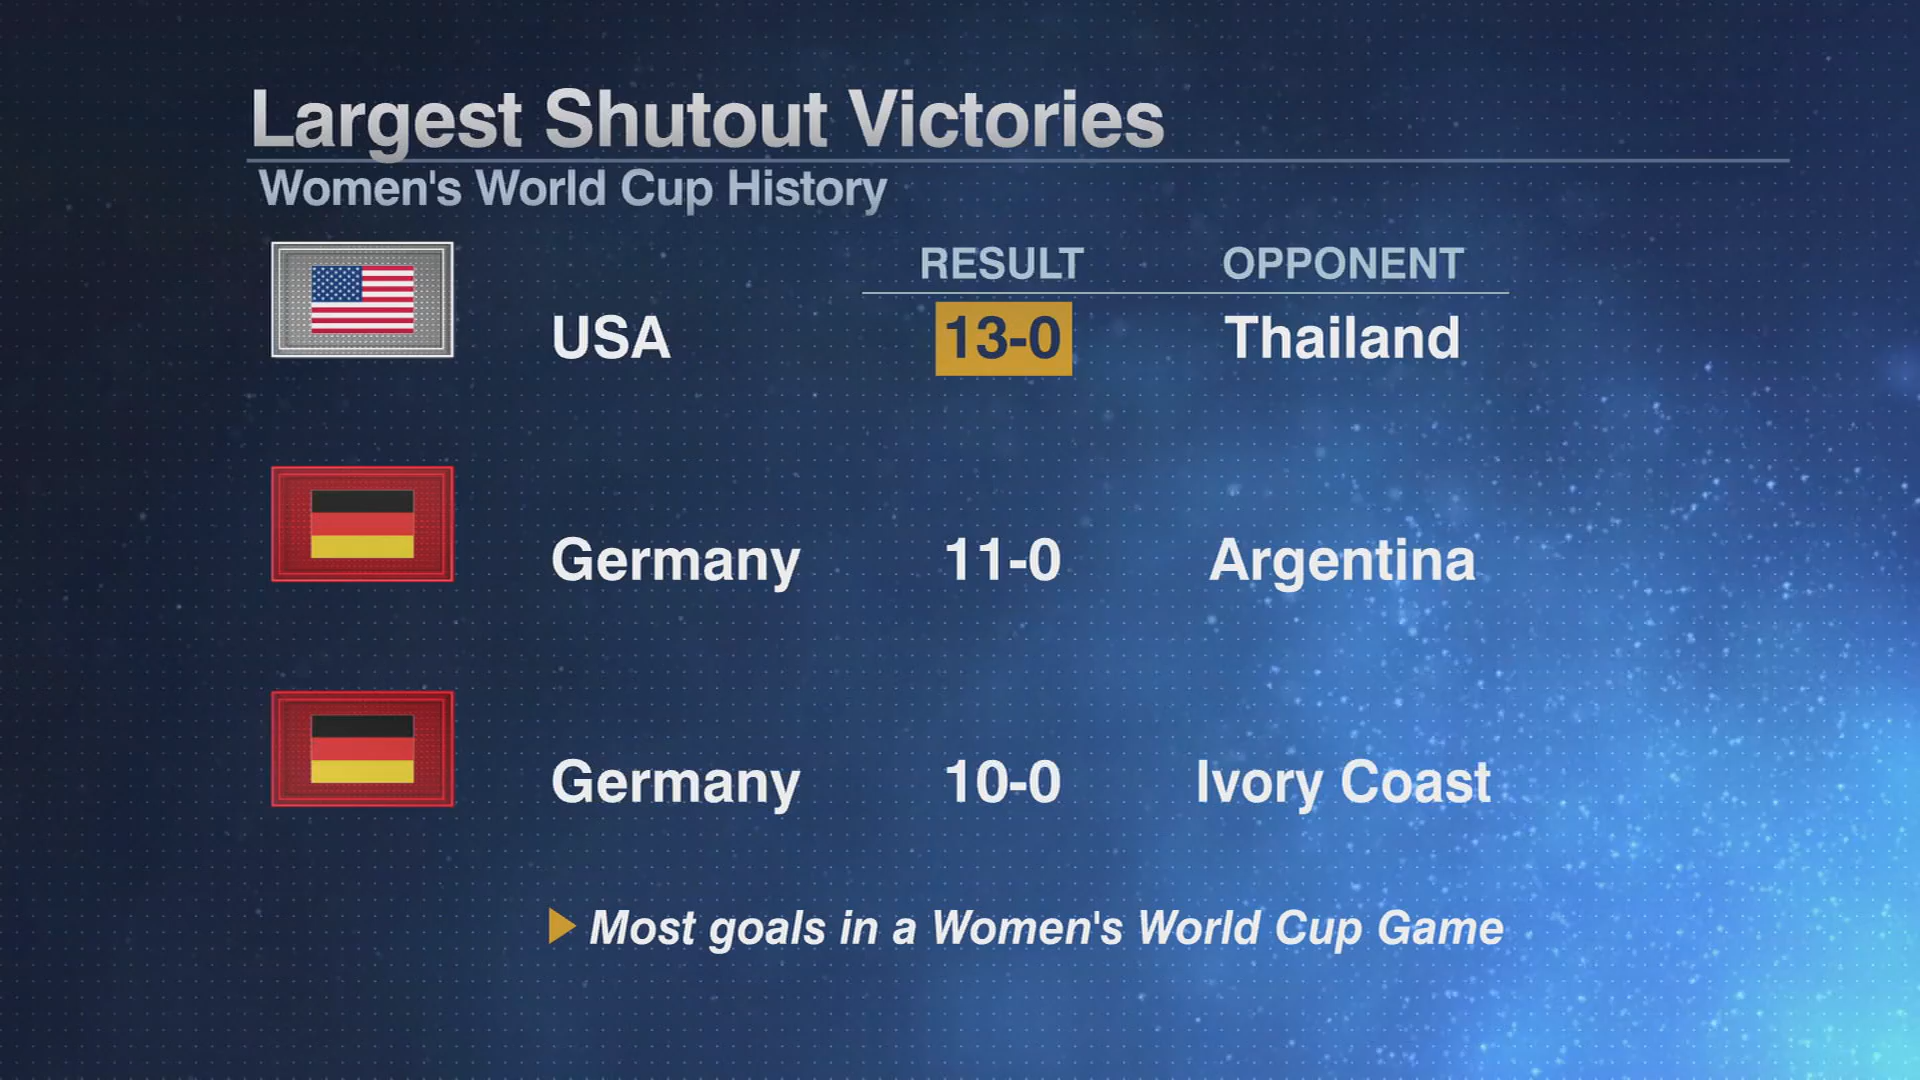 Largest Shutout Victories
Women's World Cup History
RESULT OPPONENT
USA 13-0 Thailand
Germany 11-0 Argentina
Germany 10-0 Ivory Coast
Most goals in a Women's World Cup Game